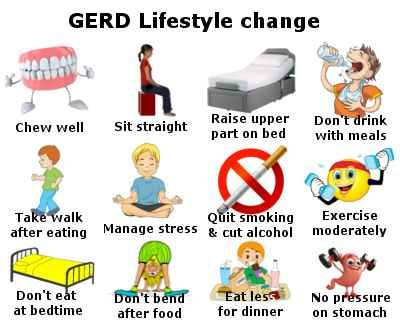 GERD Lifestyle change
Chew well
Sit straight
Raise upper
part on bed
Don't drink
with meals
Take walk
after eating
Manage stress
Quit smoking
& cut alcohol
Exercise
moderately
Don't eat
at bedtime
Don't bend
after food
Eat les
for dinner
No pressure
on stomach